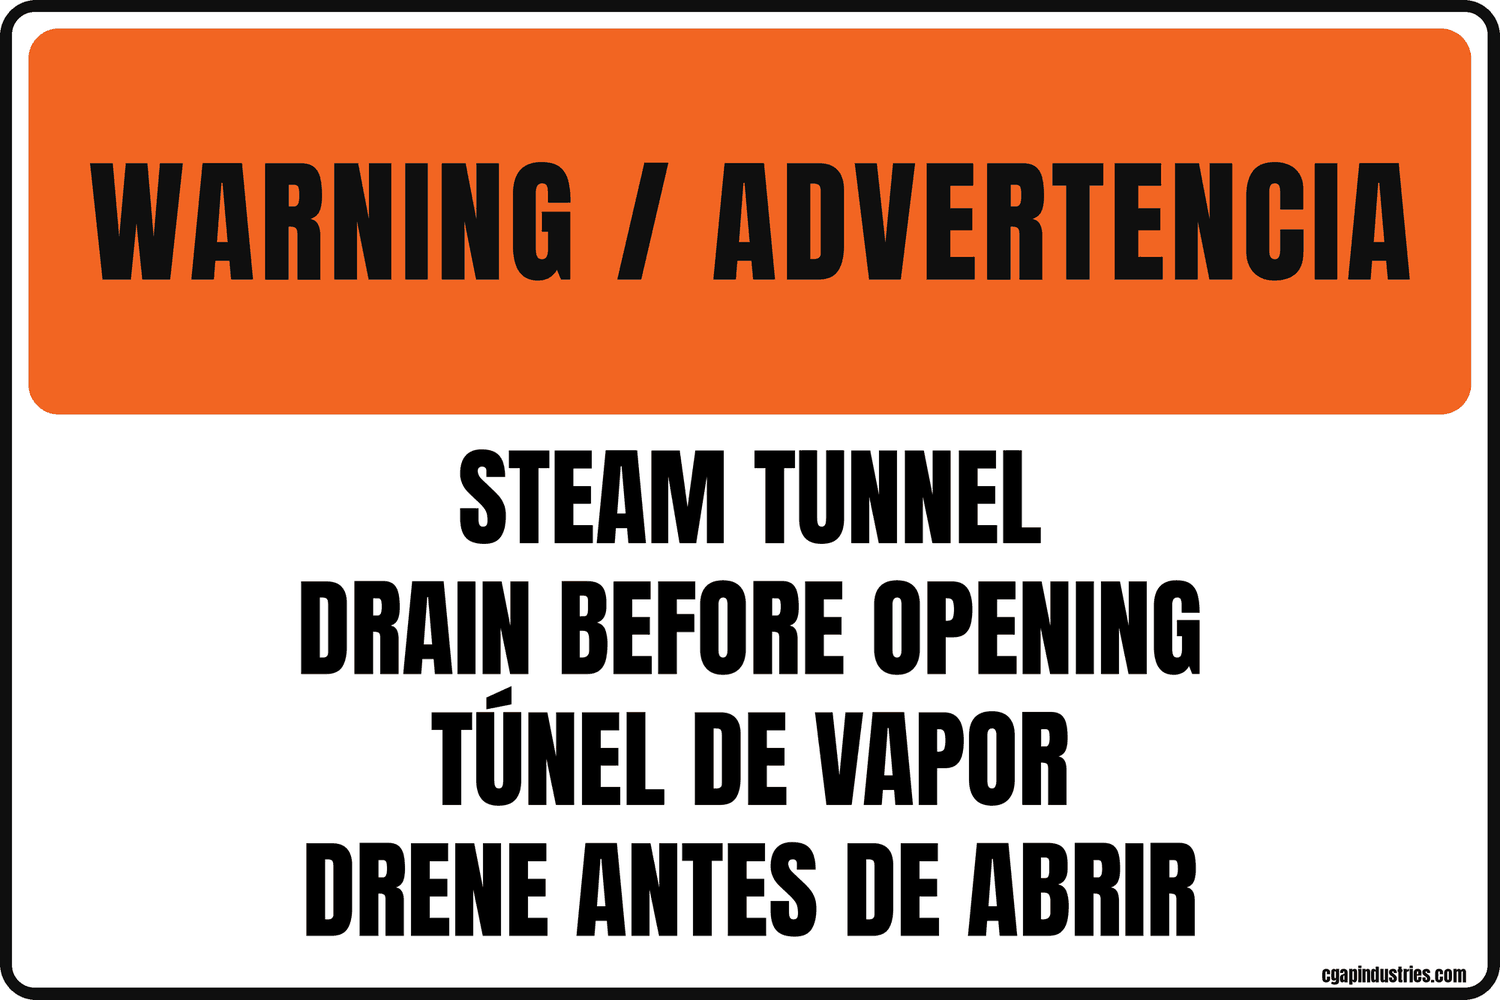 WARNING / ADVERTENCIA
STEAM TUNNEL
DRAIN BEFORE OPENING
TÚNEL DE VAPOR
DRENE ANTES DE ABRIR
cgapindustries.com